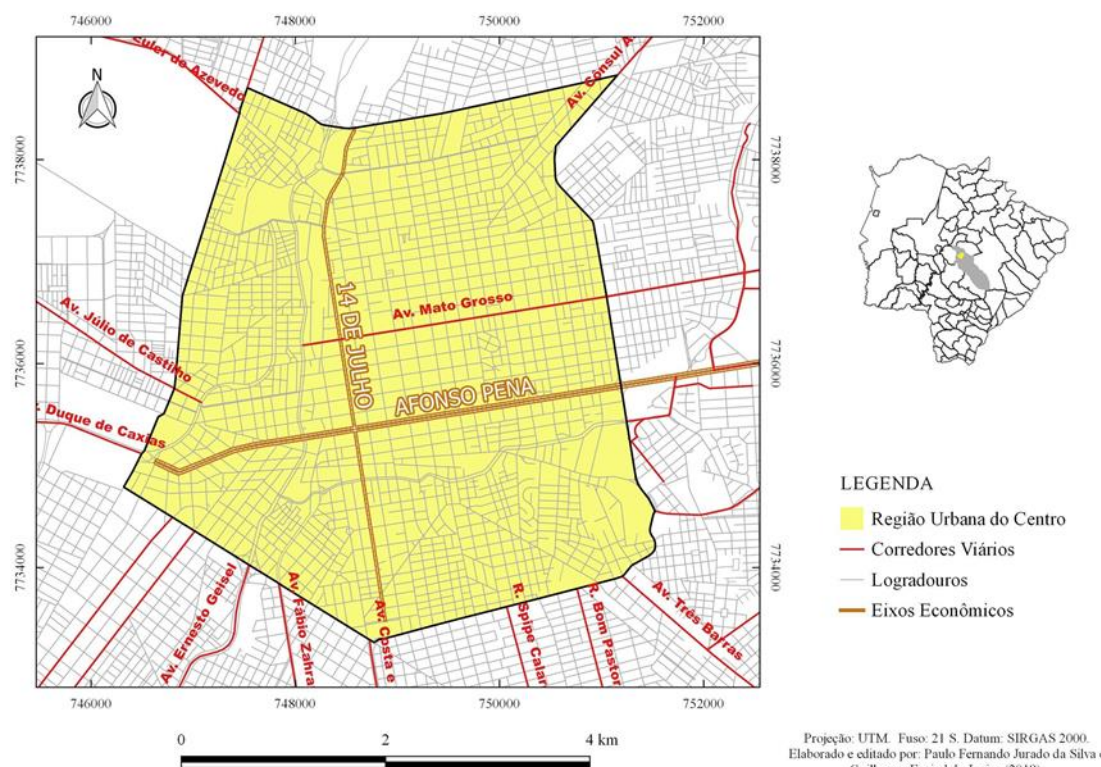 746000
748000
750000
752000
N
Euler de Azevedo
Av. Cônsul A
7738000
7738000
14 DE JULHO
Av. Mato Grosso
Av. Júlio de Castilho
7736000
7736000
AFONSO PENA
Duque de Caxias
LEGENDA
Região Urbana do Centro
Corredores Viários
Logradouros
Eixos Econômicos
7734000
7734000
Av. Ernesto Geisel
Av. Fábio Zahra
Av. Costa e
R. Spipe Calar
R. Bom Pastor
Av. Três Barras
746000
748000
750000
752000
0
2
4 km
Projeção: UTM. Fuso: 21 S. Datum: SIRGAS 2000.
Elaborado e editado por: Paulo Fernando Jurado da Silva e